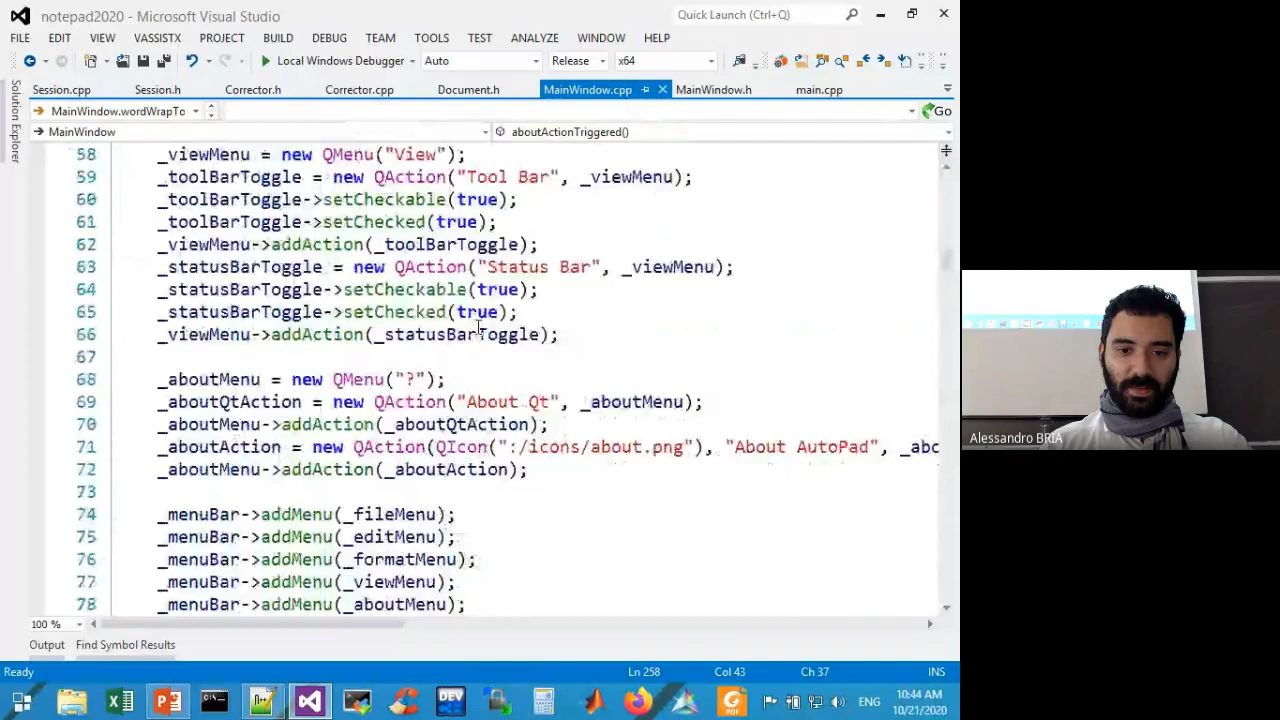 notepad2020 - Microsoft Visual Studio
Quick Launch (Ctrl+Q)
FILE EDIT VIEW VASSISTX PROJECT BUILD DEBUG TEAM TOOLS TEST ANALYZE WINDOW HELP
Local Windows Debugger Auto Release x64
Session.cpp Session.h Corrector.h Corrector.cpp Document.h MainWindow.cpp MainWindow.h main.cpp
Solution Explorer
MainWindow.wordWrapTo Go
MainWindow aboutActionTriggered()
58 _viewMenu = new QMenu("View");
59 _toolBarToggle = new QAction("Tool Bar", _viewMenu);
60 _toolBarToggle->setCheckable(true);
61 _toolBarToggle->setChecked(true);
62 _viewMenu->addAction(_toolBarToggle);
63 _statusBarToggle = new QAction("Status Bar", _viewMenu);
64 _statusBarToggle->setCheckable(true);
65 _statusBarToggle->setChecked(true);
66 _viewMenu->addAction(_statusBarToggle);
67
68 _aboutMenu = new QMenu("?");
69 _aboutQtAction = new QAction("About Qt", _aboutMenu);
70 _aboutMenu->addAction(_aboutQtAction);
71 _aboutAction = new QAction(QIcon(":/icons/about.png"), "About AutoPad", _abo
72 _aboutMenu->addAction(_aboutAction);
73
74 _menuBar->addMenu(_fileMenu);
75 _menuBar->addMenu(_editMenu);
76 _menuBar->addMenu(_formatMenu);
77 _menuBar->addMenu(_viewMenu);
78 _menuBar->addMenu(_aboutMenu);
100 %
Output Find Symbol Results
Ready Ln 258 Col 43 Ch 37 INS
DEV
PDF
ENG
10:44 AM
10/21/2020
Alessandro BRIA